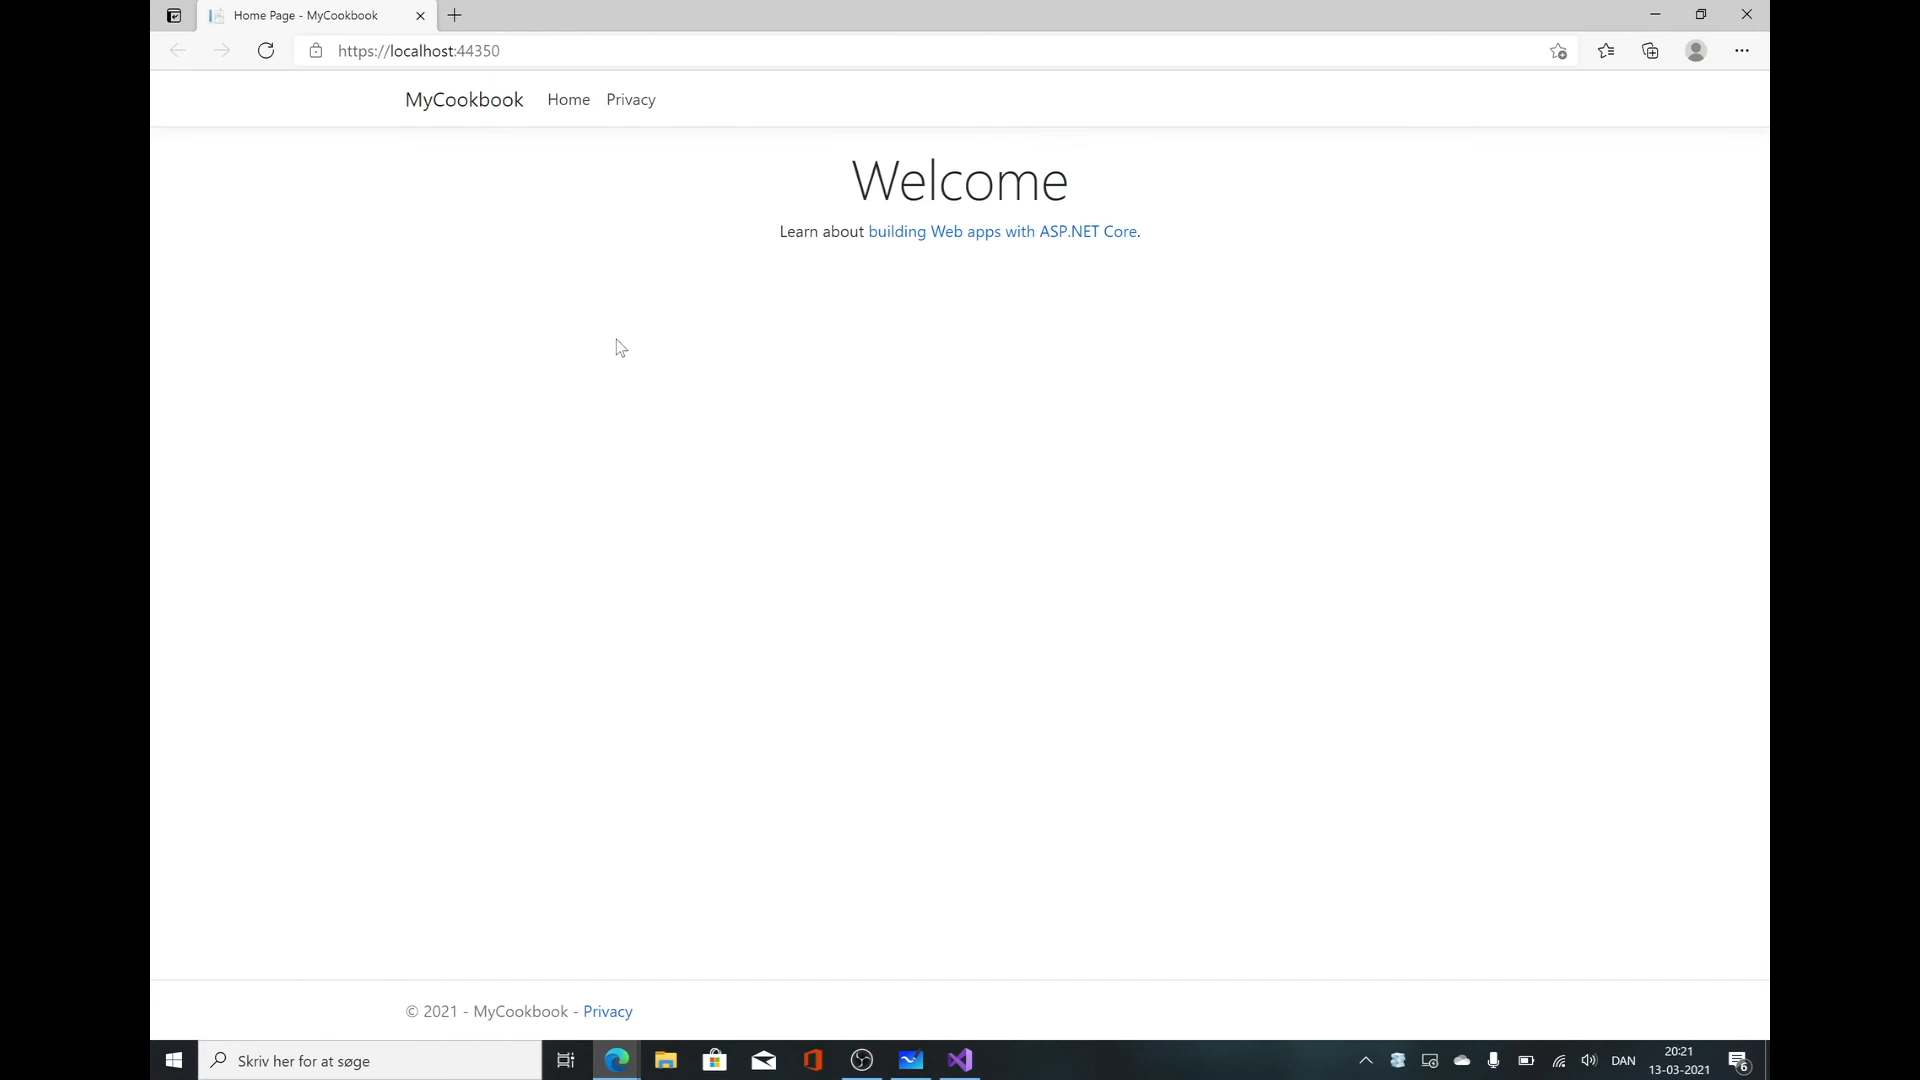 Home Page - MyCookbook
https://localhost:44350
MyCookbook Home Privacy
Welcome
Learn about building Web apps with ASP.NET Core.
© 2021 - MyCookbook - Privacy
Skriv her for at søge
DAN
20:21
13-03-2021
6